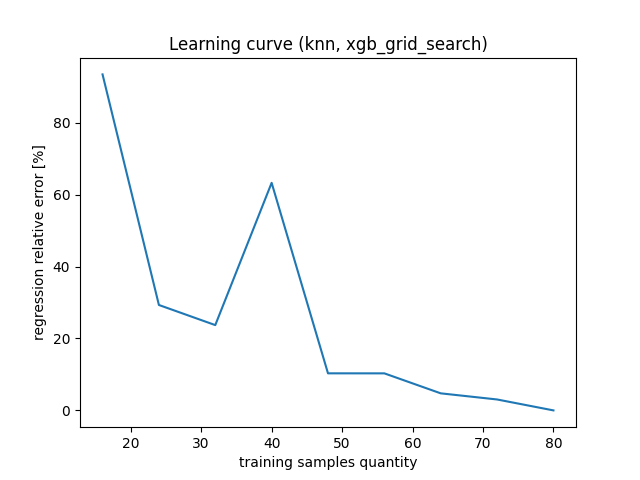 Learning curve (knn, xgb_grid_search)
regression relative error [%]
80
60
40
20
0
20 30 40 50 60 70 80
training samples quantity